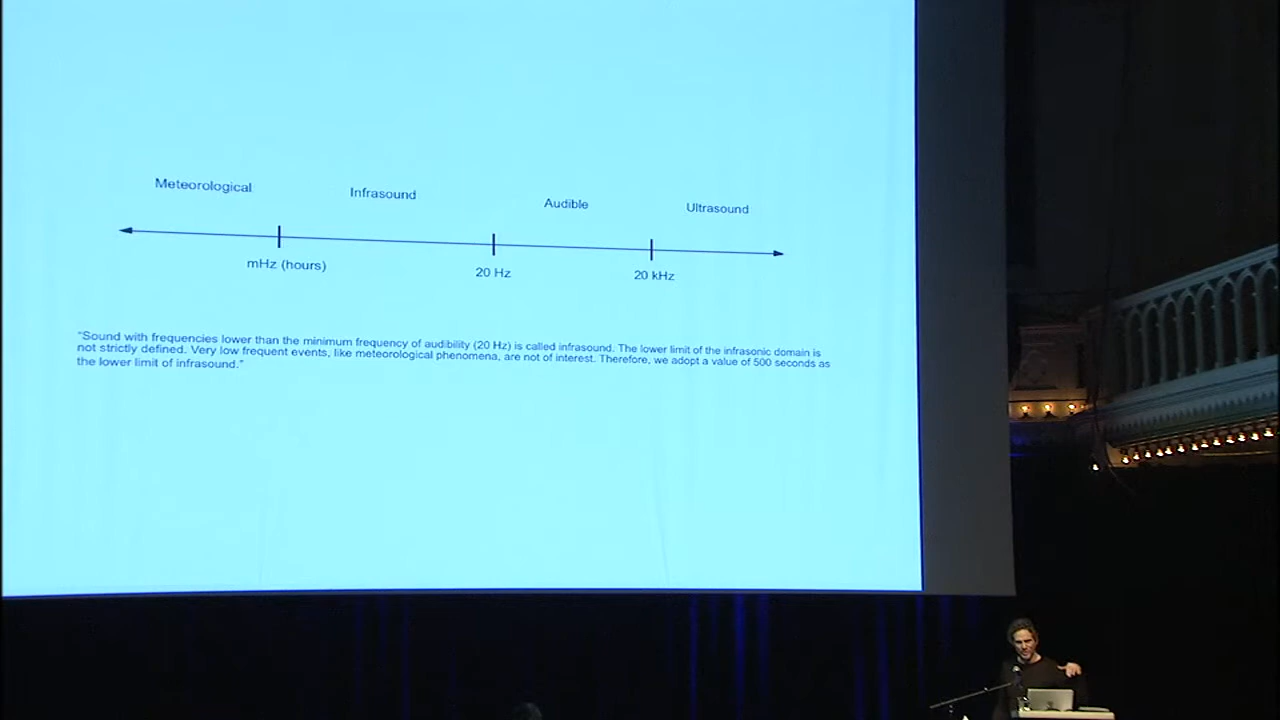 Meteorological
Infrasound
Audible
Ultrasound
mHz (hours)
20 Hz
20 kHz
"Sound with frequencies lower than the minimum frequency of audibility (20 Hz) is called infrasound. The lower limit of the infrasonic domain is
not strictly defined. Very low frequent events, like meteorological phenomena, are not of interest. Therefore, we adopt a value of 500 seconds as
the lower limit of infrasound."